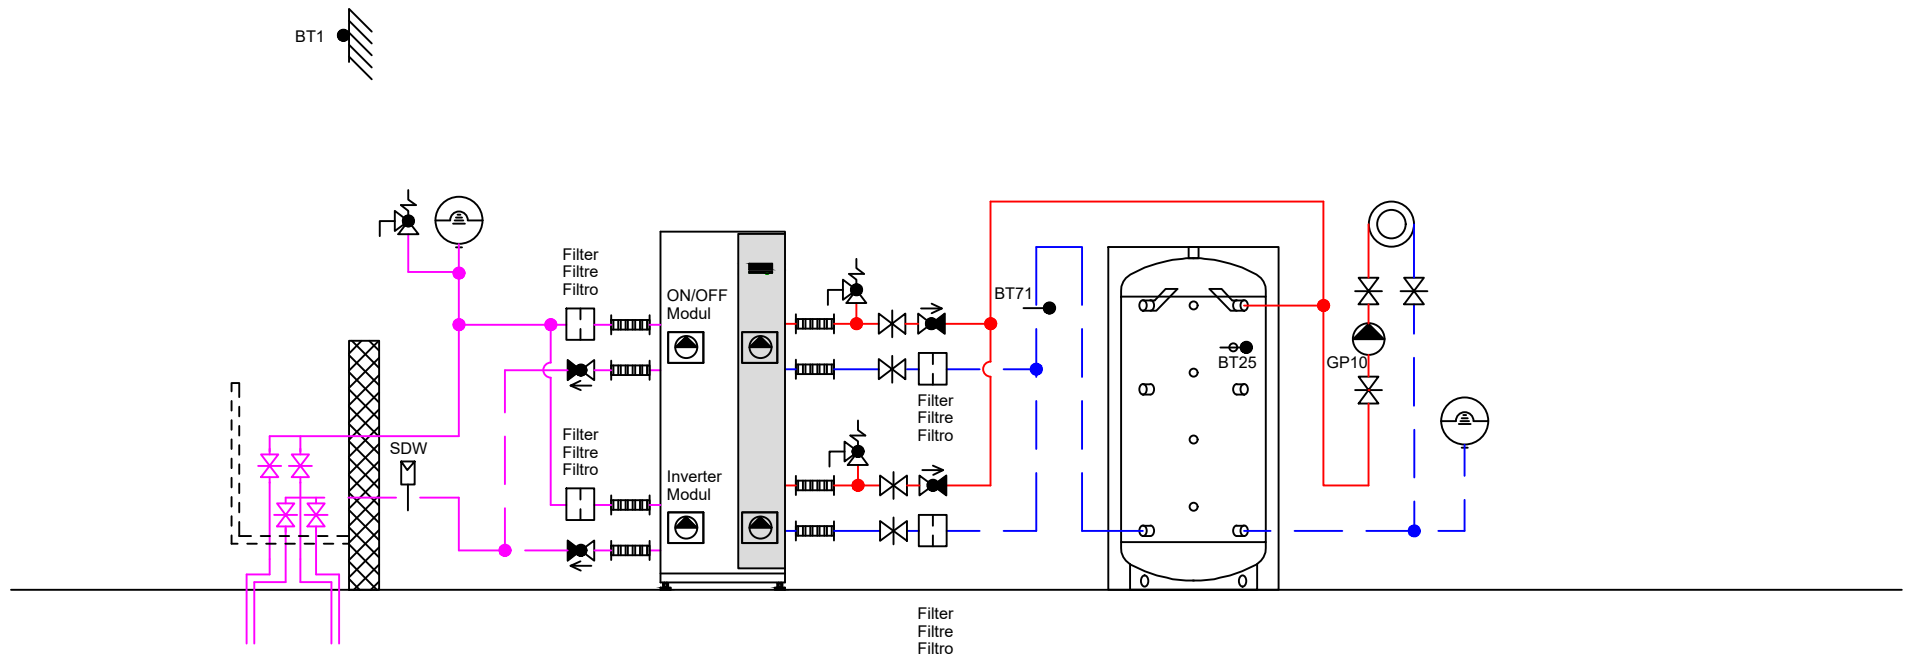 BT1
Filter
Filtre
Filtro
ON/OFF
Modul
BT71
BT25
GP10
Filter
Filtre
Filtro
Filter
Filtre
Filtro
SDW
Inverter
Modul
Filter
Filtre
Filtro